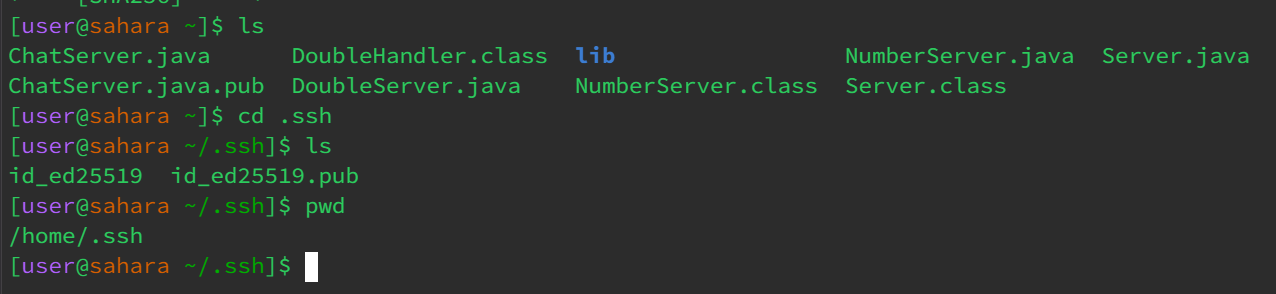 [user@sahara ~]$ ls
ChatServer.java      DoubleHandler.class  lib                 NumberServer.java  Server.java
ChatServer.java.pub  DoubleServer.java    NumberServer.class  Server.class
[user@sahara ~]$ cd .ssh
[user@sahara ~/.ssh]$ ls
id_ed25519  id_ed25519.pub
[user@sahara ~/.ssh]$ pwd
/home/.ssh
[user@sahara ~/.ssh]$